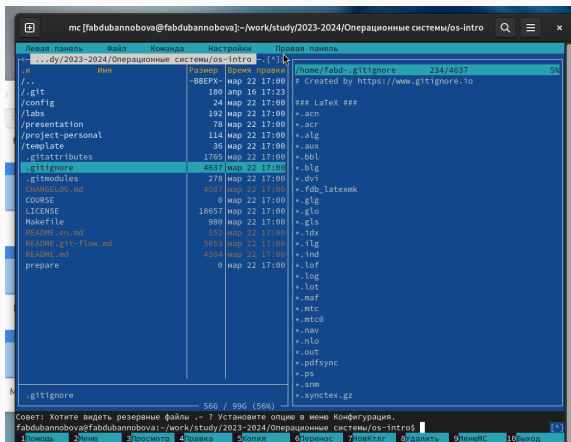 mc [fabdubannobova@fabdubannobova]:~/work/study/2023-2024/Операционные системы/os-intro
Левая панель Файл Команда Настройки Правая панель
<— ...dy/2023-2024/Операционные системы/os-intro —.[^]
.и Имя Размер Время правки
/.. -ВВЕРХ- мар 22 17:00
/.git 180 апр 16 17:23
/config 24 мар 22 17:00
/labs 192 мар 22 17:00
/presentation 78 мар 22 17:00
/project-personal 114 мар 22 17:00
/template 36 мар 22 17:00
.gitattributes 1765 мар 22 17:00
.gitignore 4637 мар 22 17:00
.gitmodules 278 мар 22 17:00
CHANGELOG.md 4507 мар 22 17:00
COURSE 0 мар 22 17:00
LICENSE 18657 мар 22 17:00
Makefile 980 мар 22 17:00
README.en.md 152 мар 22 17:00
README.git-flow.md 5653 мар 22 17:00
README.md 4304 мар 22 17:00
prepare 0 мар 22 17:00
.gitignore
56G / 99G (56%)
/home/fabd~.gitignore 234/4637 5%
# Created by https://www.gitignore.io
### LaTeX ###
*.acn
*.acr
*.alg
*.aux
*.bbl
*.blg
*.dvi
*.fdb_latexmk
*.glg
*.glo
*.gls
*.idx
*.ilg
*.ind
*.lof
*.log
*.lot
*.maf
*.mtc
*.mtc0
*.nav
*.nlo
*.out
*.pdfsync
*.ps
*.snm
*.synctex.gz
Совет: Хотите видеть резервные файлы .~ ? Установите опцию в меню Конфигурация.
fabdubannobova@fabdubannobova:~/work/study/2023-2024/Операционные системы/os-intro$ [^]
1Помощь 2Меню 3Просмотр 4Правка 5Копия 6Перенос 7НовКтлг 8Удалить 9МенюMC 10Выход